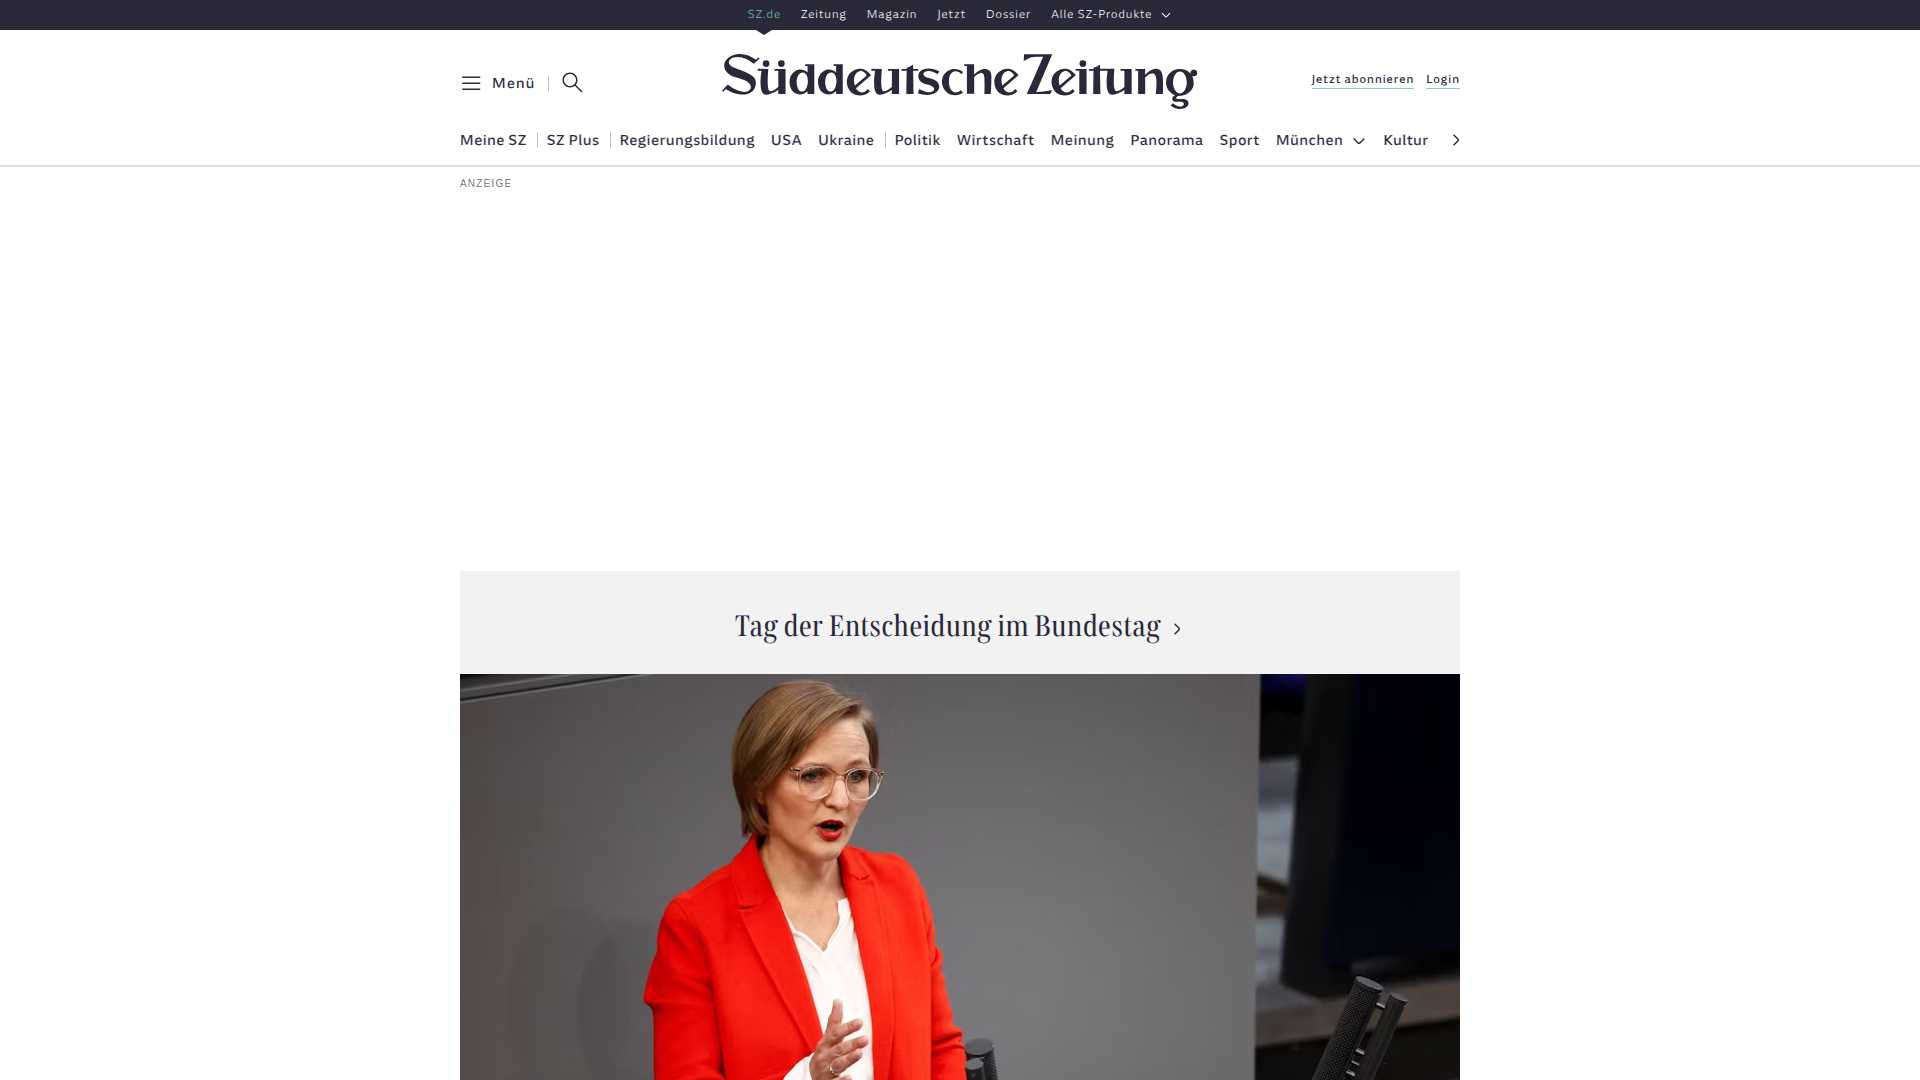 SZ.de Zeitung Magazin Jetzt Dossier Alle SZ-Produkte
Menü
Süddeutsche Zeitung
Jetzt abonnieren Login
Meine SZ SZ Plus Regierungsbildung USA Ukraine Politik Wirtschaft Meinung Panorama Sport München Kultur
ANZEIGE
Tag der Entscheidung im Bundestag